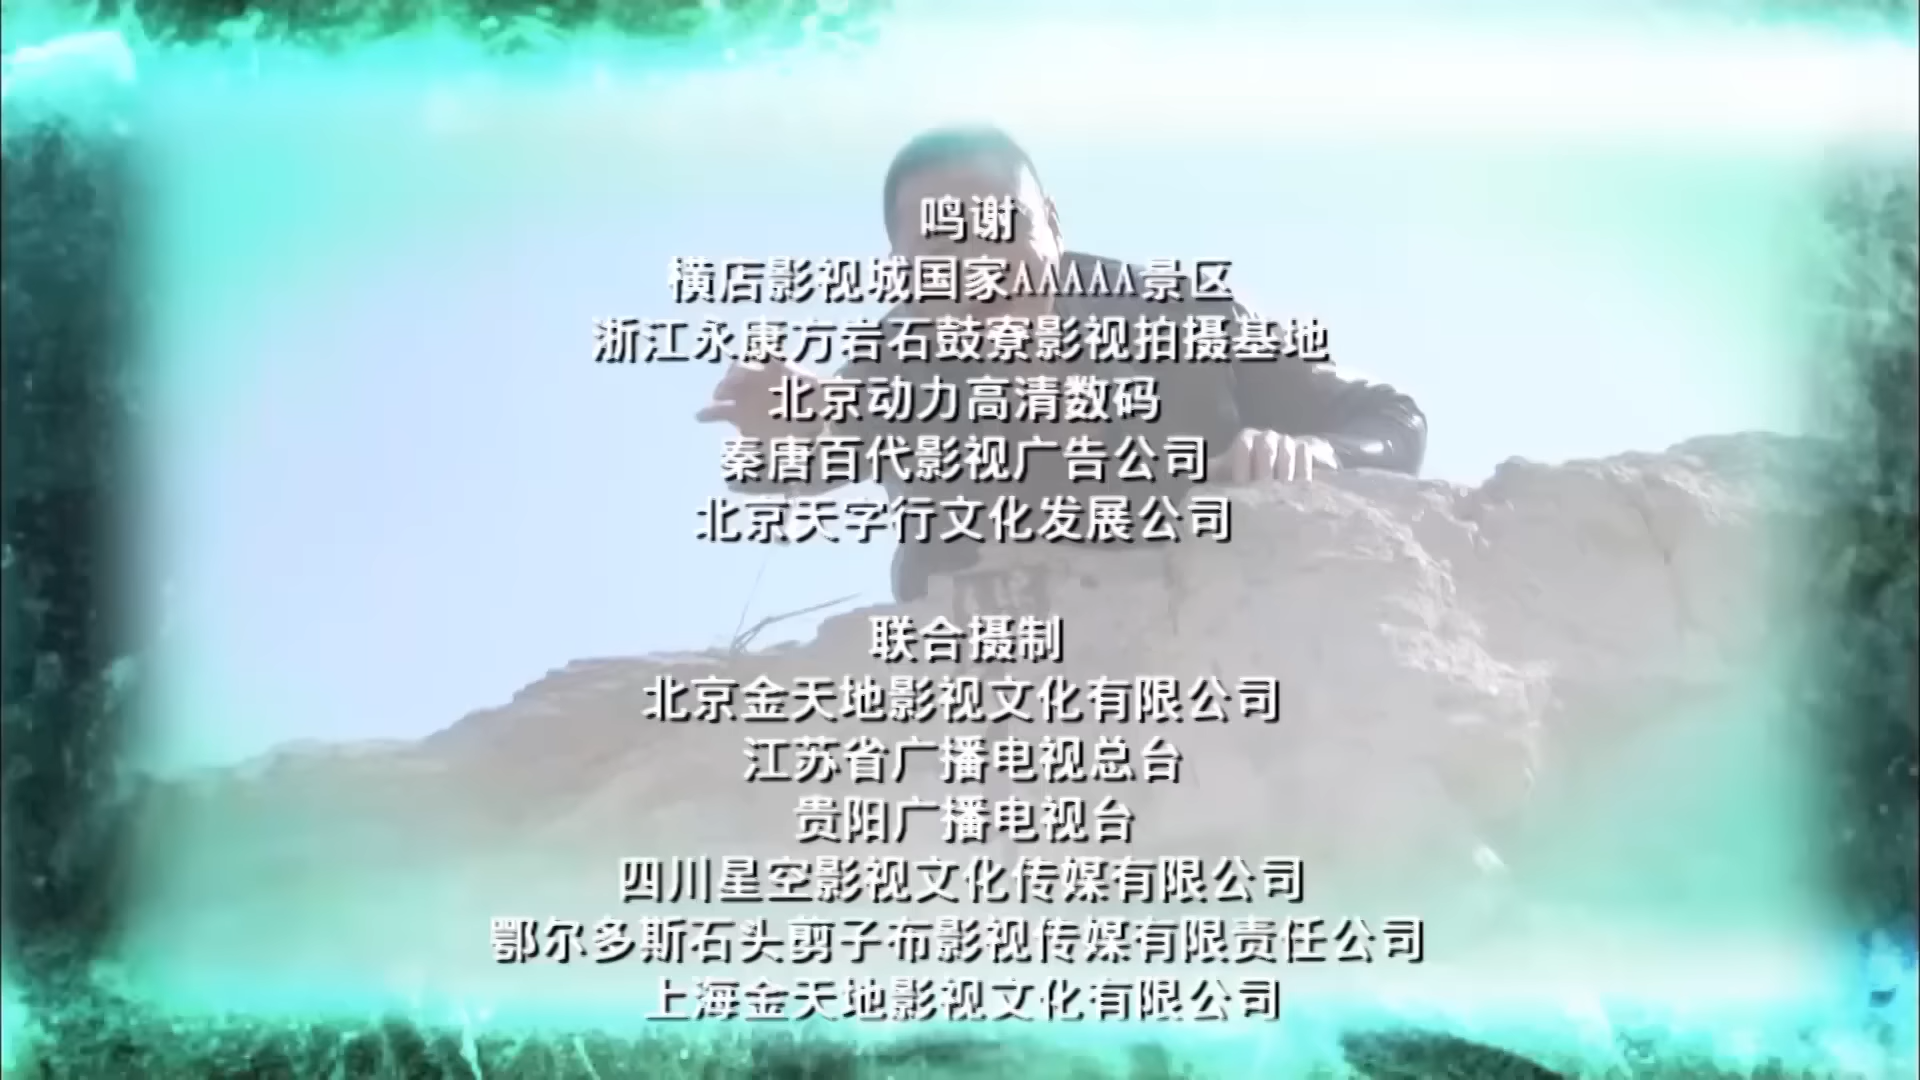 鸣谢
横店影视城国家AAAAA景区
浙江永康方岩石鼓寮影视拍摄基地
北京动力高清数码
秦唐百代影视广告公司
北京天字行文化发展公司
联合摄制
北京金天地影视文化有限公司
江苏省广播电视总台
贵阳广播电视台
四川星空影视文化传媒有限公司
鄂尔多斯石头剪子布影视传媒有限责任公司
上海金天地影视文化有限公司